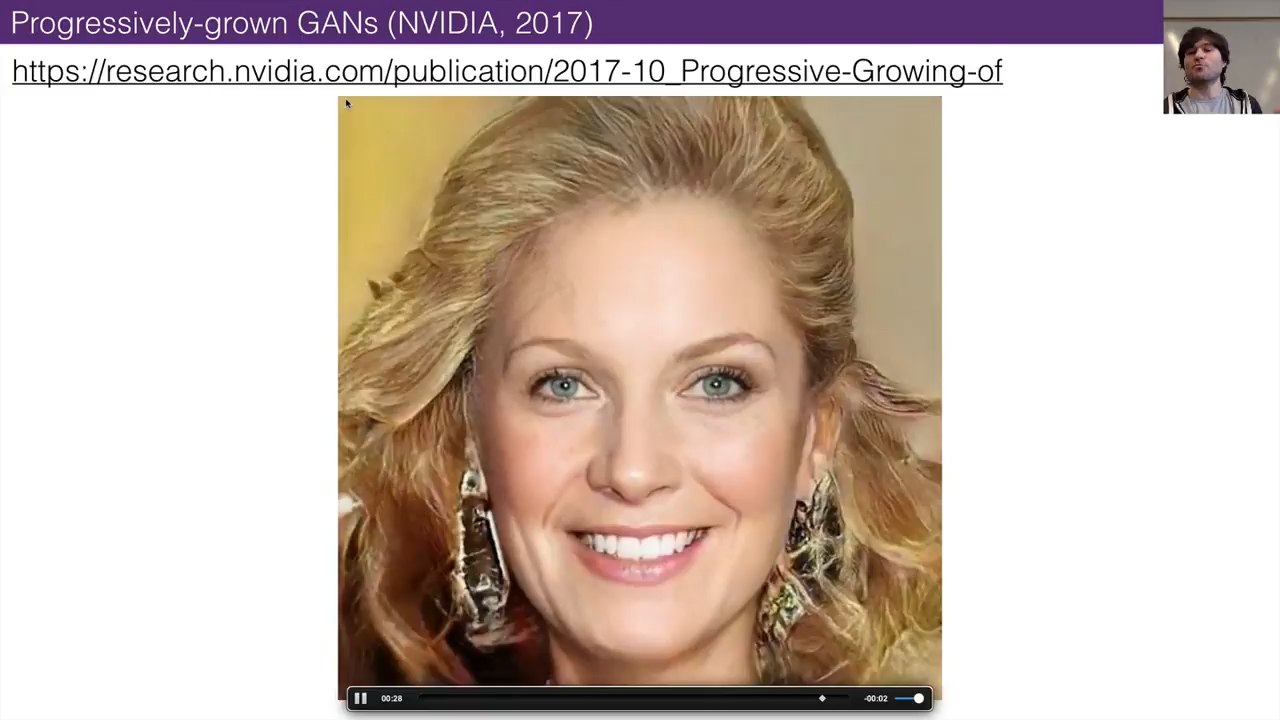 Progressively-grown GANs (NVIDIA, 2017)
https://research.nvidia.com/publication/2017-10_Progressive-Growing-of
00:28
-00:02